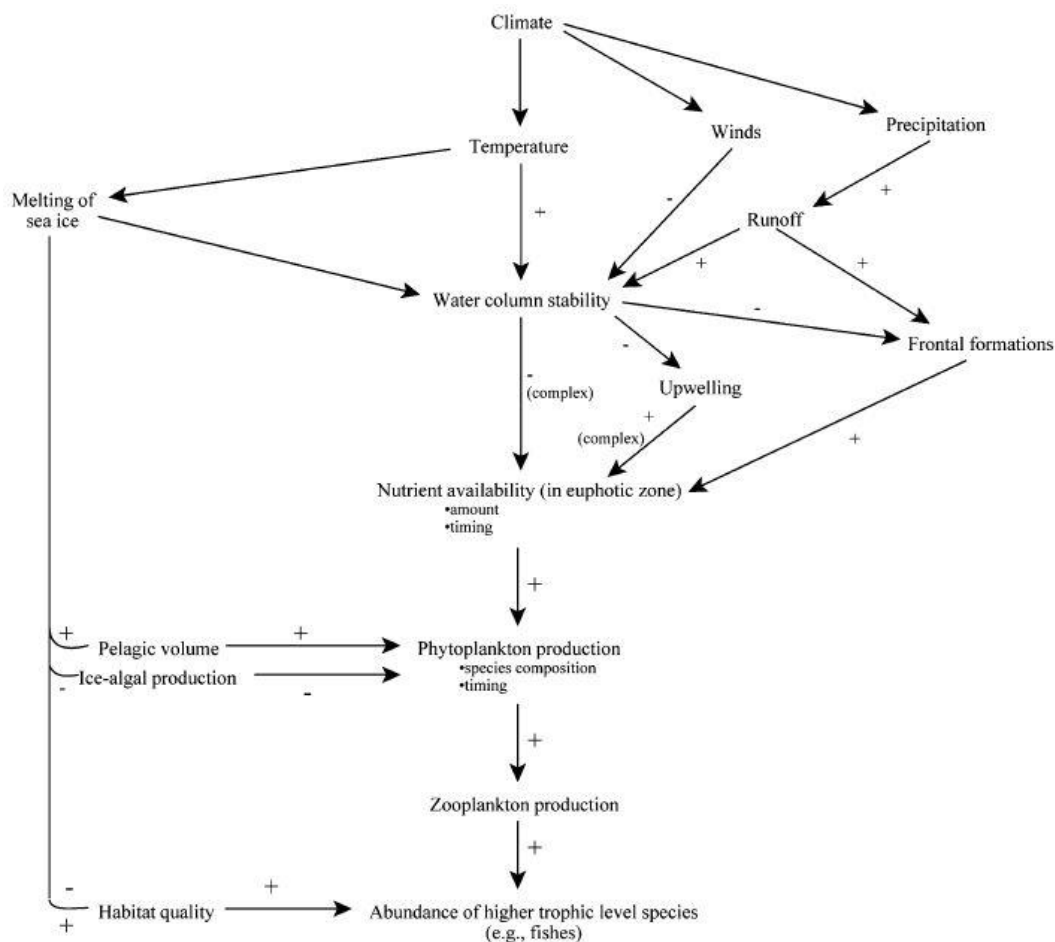 Climate
Winds
Precipitation
Temperature
Melting of
sea ice
+
-
+
Runoff
+
+
Water column stability
-
Frontal formations
-
-
(complex)
Upwelling
+
(complex)
+
Nutrient availability (in euphotic zone)
•amount
•timing
+
+
Pelagic volume
+
Phytoplankton production
•species composition
•timing
-
Ice-algal production
-
+
Zooplankton production
+
-
+
Habitat quality
+
Abundance of higher trophic level species
(e.g., fishes)